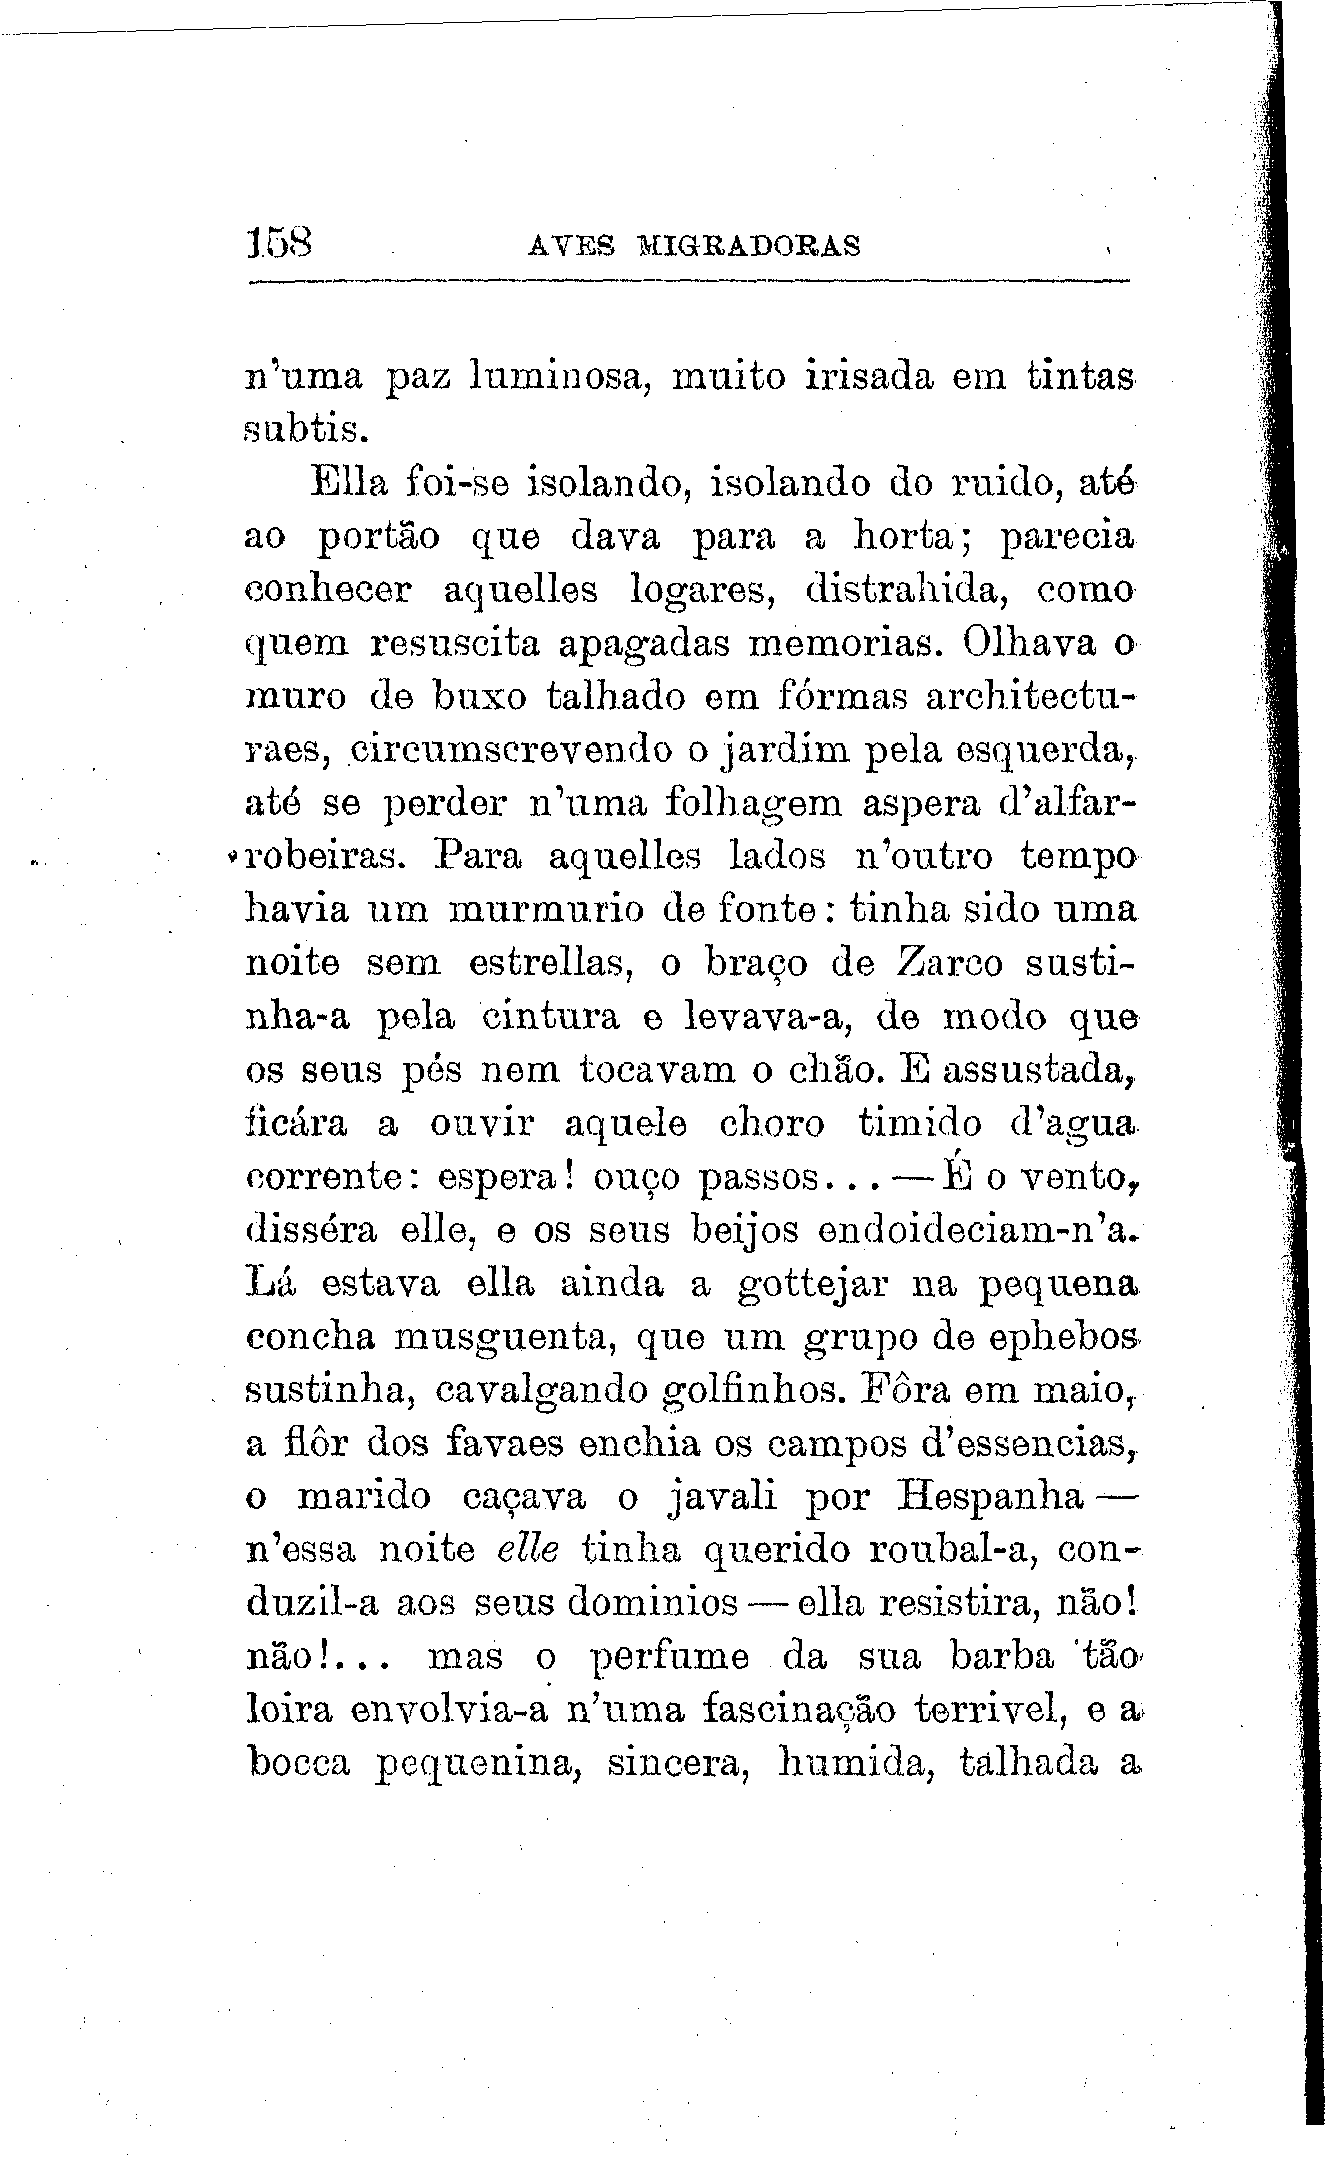 158 AVES MIGRADORAS
n'uma paz luminosa, muito irisada em tintas
subtis.
Ella foi-se isolando, isolando do ruido, até
ao portão que dava para a horta; parecia
conhecer aquelles logares, distrahida, como
quem resuscita apagadas memorias. Olhava o
muro de buxo talhado em fórmas architectu-
raes, circumscrevendo o jardim pela esquerda,
até se perder n'uma folhagem aspera d'alfar-
robeiras. Para aquelles lados n'outro tempo
havia um murmurio de fonte: tinha sido uma
noite sem estrellas, o braço de Zarco susti-
nha-a pela cintura e levava-a, de modo que
os seus pés nem tocavam o chão. E assustada,
ficára a ouvir aquele choro timido d'agua
corrente: espera! ouço passos... — É o vento,
disséra elle, e os seus beijos endoideciam-n'a.
Lá estava ella ainda a gottejar na pequena
concha musguenta, que um grupo de ephebos
sustinha, cavalgando golfinhos. Fôra em maio,
a flôr dos favaes enchia os campos d'essencias,
o marido caçava o javali por Hespanha —
n'essa noite elle tinha querido roubal-a, con-
duzil-a aos seus dominios — ella resistira, não!
não!... mas o perfume da sua barba tão
loira envolvia-a n'uma fascinação terrivel, e a
bocca pequenina, sincera, humida, talhada a